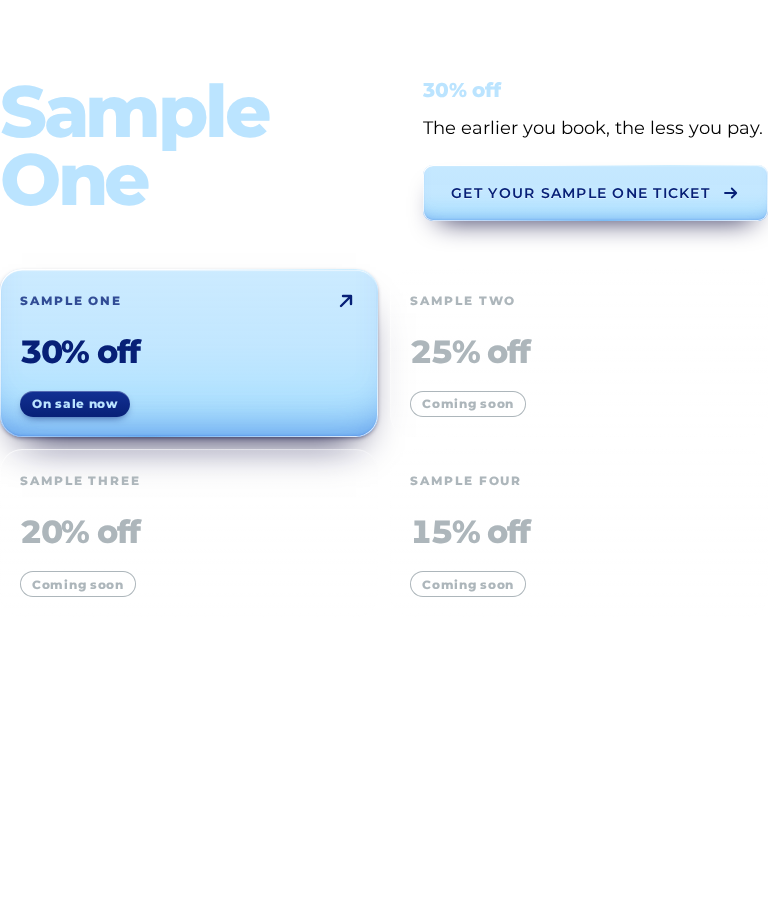 Sample
One
30% off
The earlier you book, the less you pay.
GET YOUR SAMPLE ONE TICKET
SAMPLE ONE
30% off
On sale now
SAMPLE TWO
25% off
Coming soon
SAMPLE THREE
20% off
Coming soon
SAMPLE FOUR
15% off
Coming soon